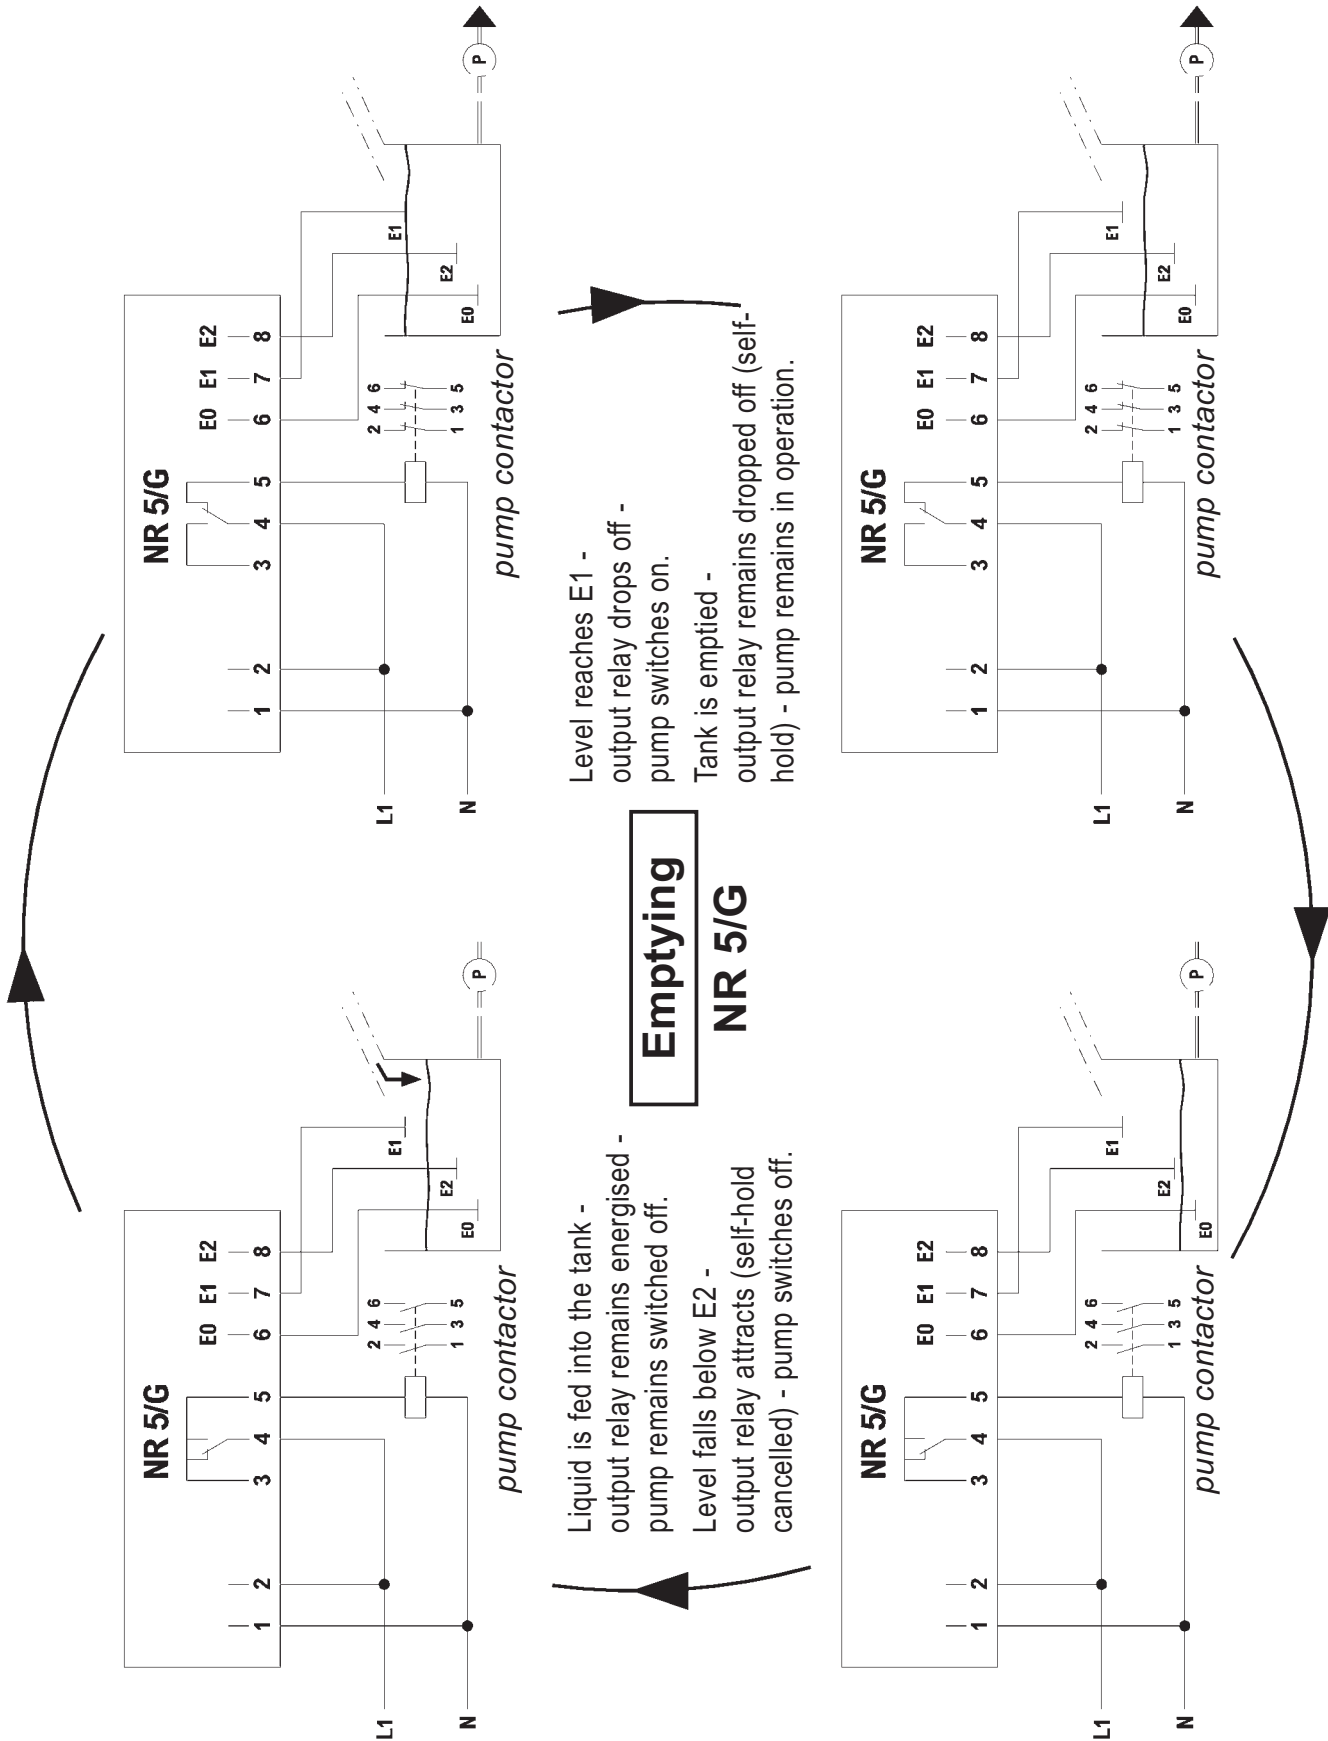 NR 5/G
E0 E1 E2
1 2 3 4 5 6 7 8
2 4 6
L1
E1
E2
1 3 5
N
E0
P
pump contactor
NR 5/G
E0 E1 E2
1 2 3 4 5 6 7 8
2 4 6
L1
E1
E2
1 3 5
N
E0
P
pump contactor
Liquid is fed into the tank -
output relay remains energised -
pump remains switched off.
Level falls below E2 -
output relay attracts (self-hold
cancelled) - pump switches off.
Emptying
NR 5/G
Level reaches E1 -
output relay drops off -
pump switches on.
Tank is emptied -
output relay remains dropped off (self-
hold) - pump remains in operation.
NR 5/G
E0 E1 E2
1 2 3 4 5 6 7 8
2 4 6
L1
E1
E2
1 3 5
N
E0
P
pump contactor
NR 5/G
E0 E1 E2
1 2 3 4 5 6 7 8
2 4 6
L1
E1
E2
1 3 5
N
E0
P
pump contactor